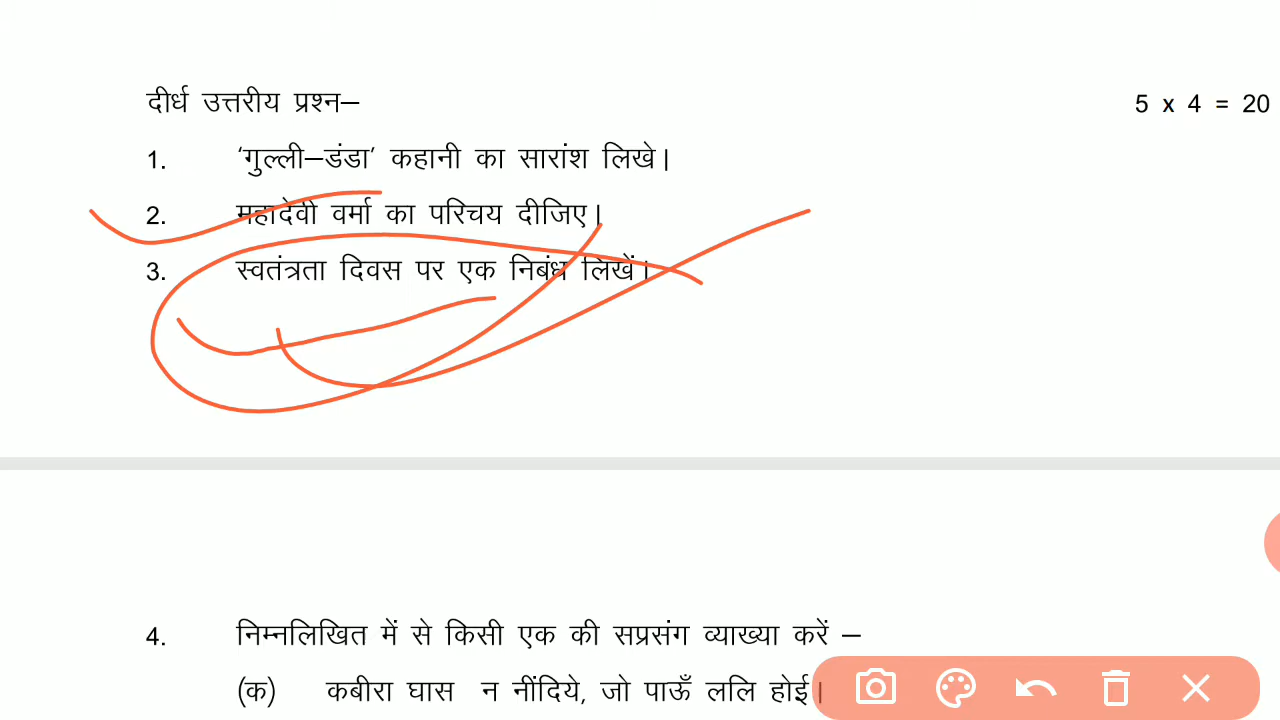 दीर्ध उत्तरीय प्रश्न– 5 x 4 = 20
1. ‘गुल्ली–डंडा’ कहानी का सारांश लिखे।
2. महादेवी वर्मा का परिचय दीजिए।
3. स्वतंत्रता दिवस पर एक निबंध लिखें।
4. निम्नलिखित में से किसी एक की सप्रसंग व्याख्या करें –
(क) कबीरा घास न नींदिये, जो पाऊँ ललि होई।